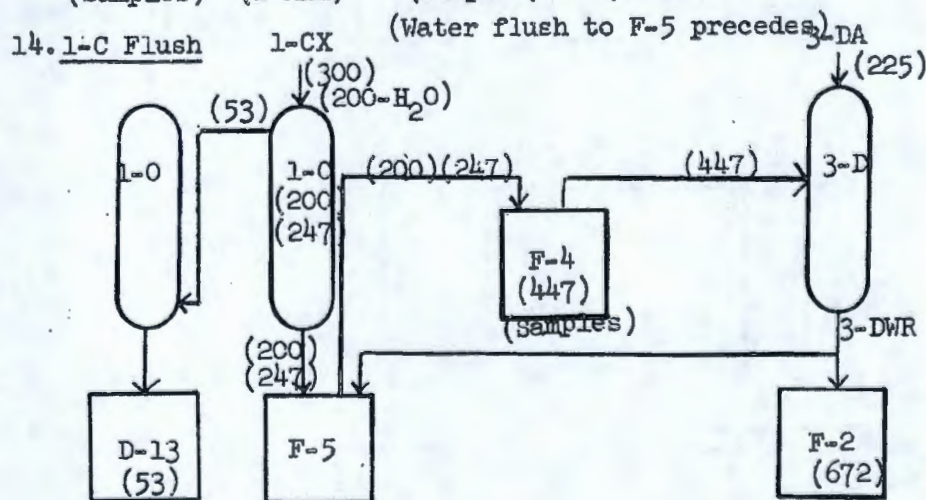 (Samples)
(Water flush to F-5 precedes)
14. 1-C Flush
1-CX
3-DA
(300)
(200-H2O)
(225)
(53)
1-O
1-C
(200
(247
(200)(247)
(447)
3-D
F-4
(447)
(Samples)
3-DWR
(200)
(247)
D-13
(53)
F-5
F-2
(672)